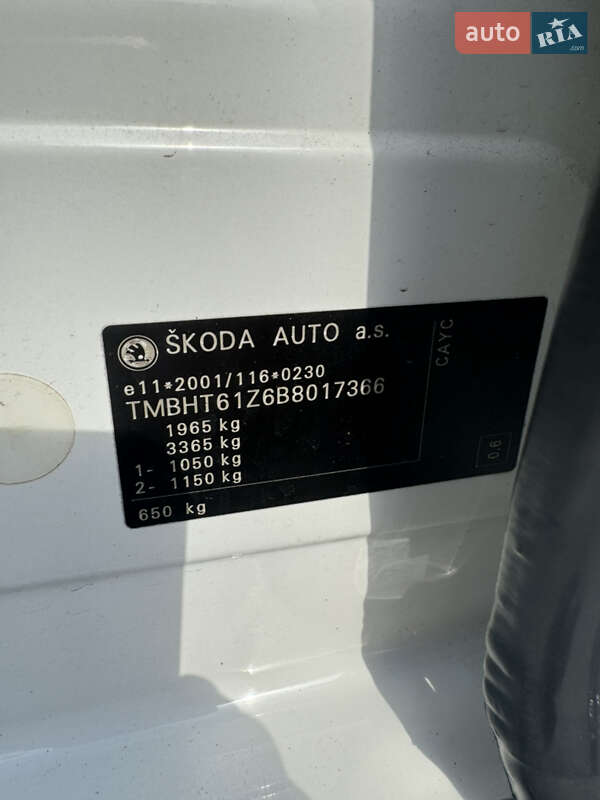 auto RIA .com
ŠKODA AUTO a.s.
CAYC
e11*2001/116*0230
TMBHT61Z6B8017366
1965 kg
3365 kg
1- 1050 kg
2- 1150 kg
0,6
650 kg